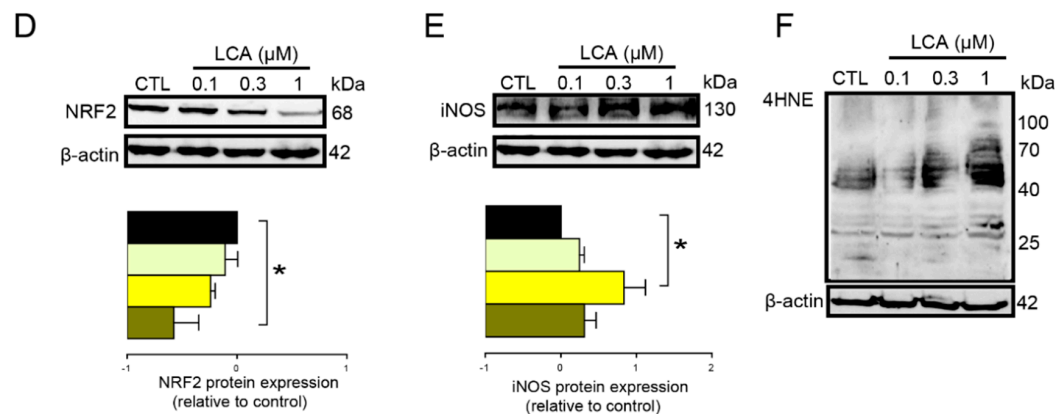 D
LCA (µM)
CTL 0.1 0.3 1 kDa
NRF2 68
β-actin 42
*
-1 0 1
NRF2 protein expression
(relative to control)
E
LCA (µM)
CTL 0.1 0.3 1 kDa
iNOS 130
β-actin 42
*
-1 0 1 2
iNOS protein expression
(relative to control)
F
LCA (µM)
CTL 0.1 0.3 1 kDa
4HNE
100
70
40
25
β-actin 42